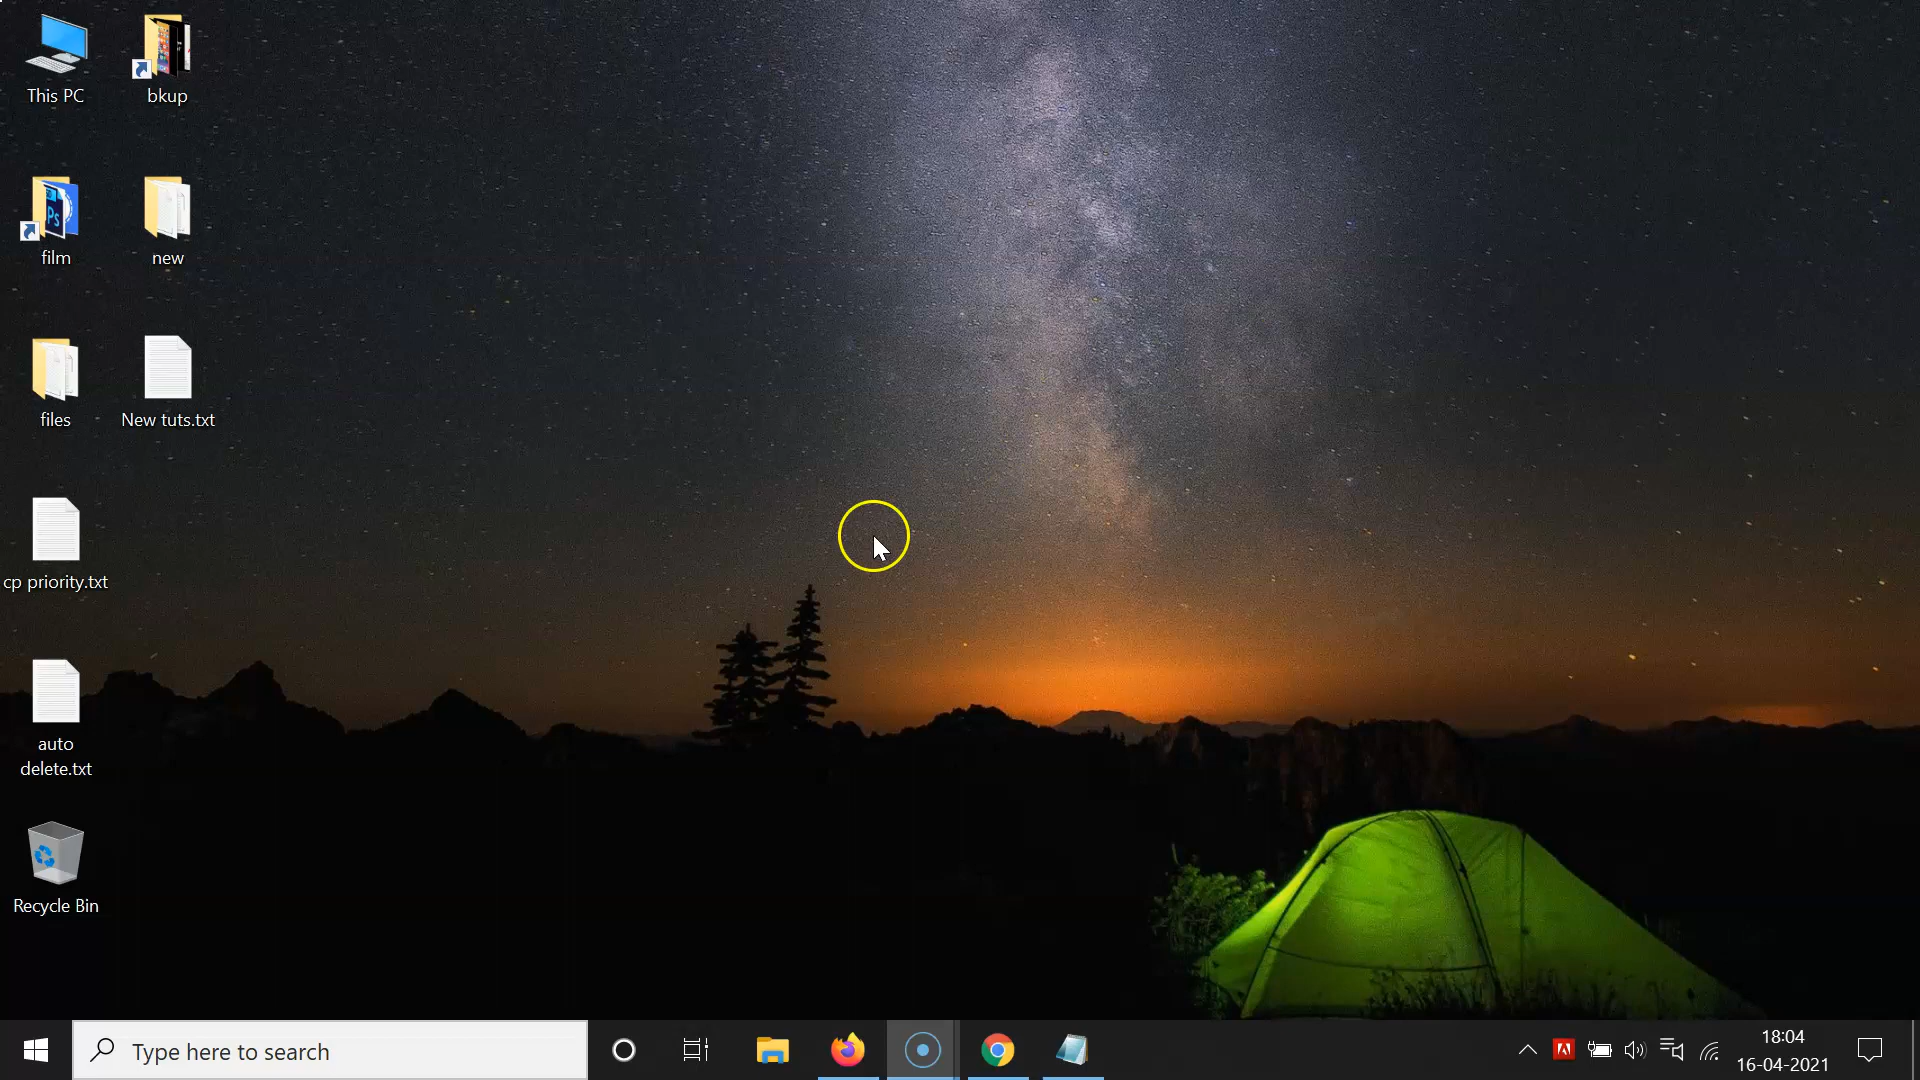 This PC
bkup
film
new
files
New tuts.txt
cp priority.txt
auto
delete.txt
Recycle Bin
Type here to search
18:04
16-04-2021